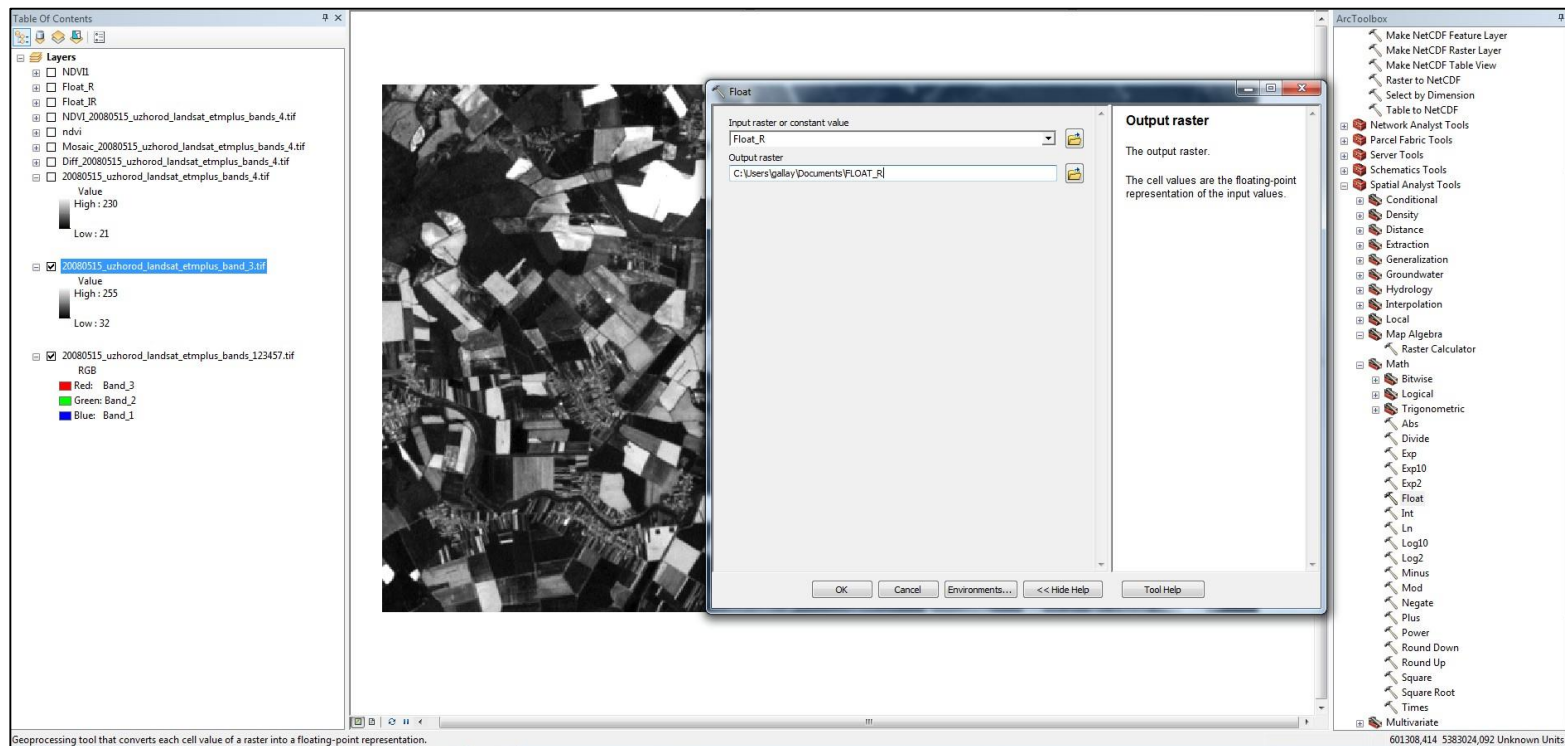 Table Of Contents
Layers
NDVI1
Float_R
Float_IR
NDVI_20080515_uzhorod_landsat_etmplus_bands_4.tif
ndvi
Mosaic_20080515_uzhorod_landsat_etmplus_bands_4.tif
Diff_20080515_uzhorod_landsat_etmplus_bands_4.tif
20080515_uzhorod_landsat_etmplus_bands_4.tif
Value
High : 230
Low : 21
20080515_uzhorod_landsat_etmplus_band_3.tif
Value
High : 255
Low : 32
20080515_uzhorod_landsat_etmplus_bands_123457.tif
RGB
Red: Band_3
Green: Band_2
Blue: Band_1
Float
Input raster or constant value
Float_R
Output raster
C:\Users\gallay\Documents\FLOAT_R
Output raster
The output raster.
The cell values are the floating-point
representation of the input values.
OK
Cancel
Environments...
<< Hide Help
Tool Help
ArcToolbox
Make NetCDF Feature Layer
Make NetCDF Raster Layer
Make NetCDF Table View
Raster to NetCDF
Select by Dimension
Table to NetCDF
Network Analyst Tools
Parcel Fabric Tools
Server Tools
Schematics Tools
Spatial Analyst Tools
Conditional
Density
Distance
Extraction
Generalization
Groundwater
Hydrology
Interpolation
Local
Map Algebra
Raster Calculator
Math
Bitwise
Logical
Trigonometric
Abs
Divide
Exp
Exp10
Exp2
Float
Int
Ln
Log10
Log2
Minus
Mod
Negate
Plus
Power
Round Down
Round Up
Square
Square Root
Times
Multivariate
Geoprocessing tool that converts each cell value of a raster into a floating-point representation.
601308,414 5383024,092 Unknown Units